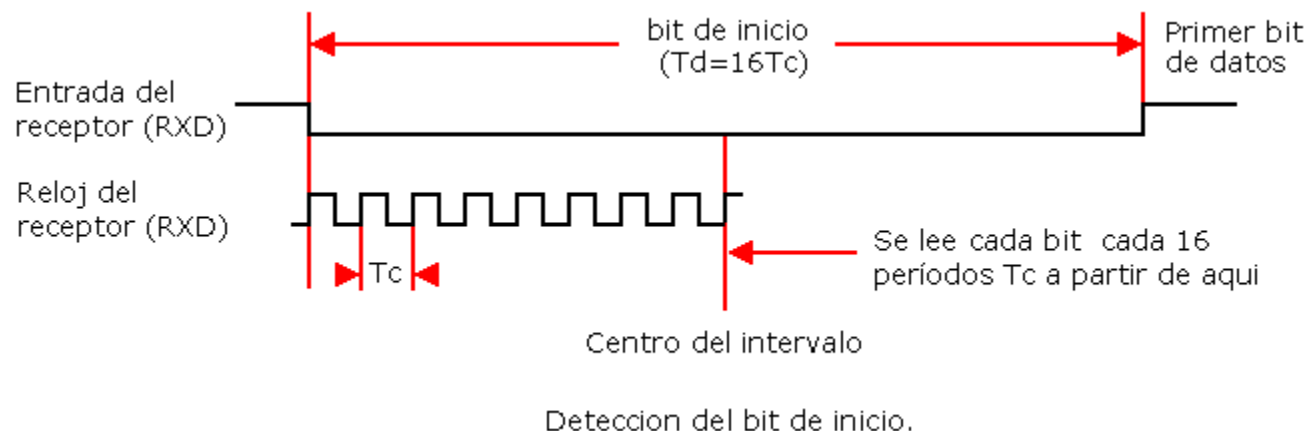 bit de inicio
(Td=16Tc)
Primer bit
de datos
Entrada del
receptor (RXD)
Reloj del
receptor (RXD)
Tc
Se lee cada bit cada 16
períodos Tc a partir de aqui
Centro del intervalo
Deteccion del bit de inicio.